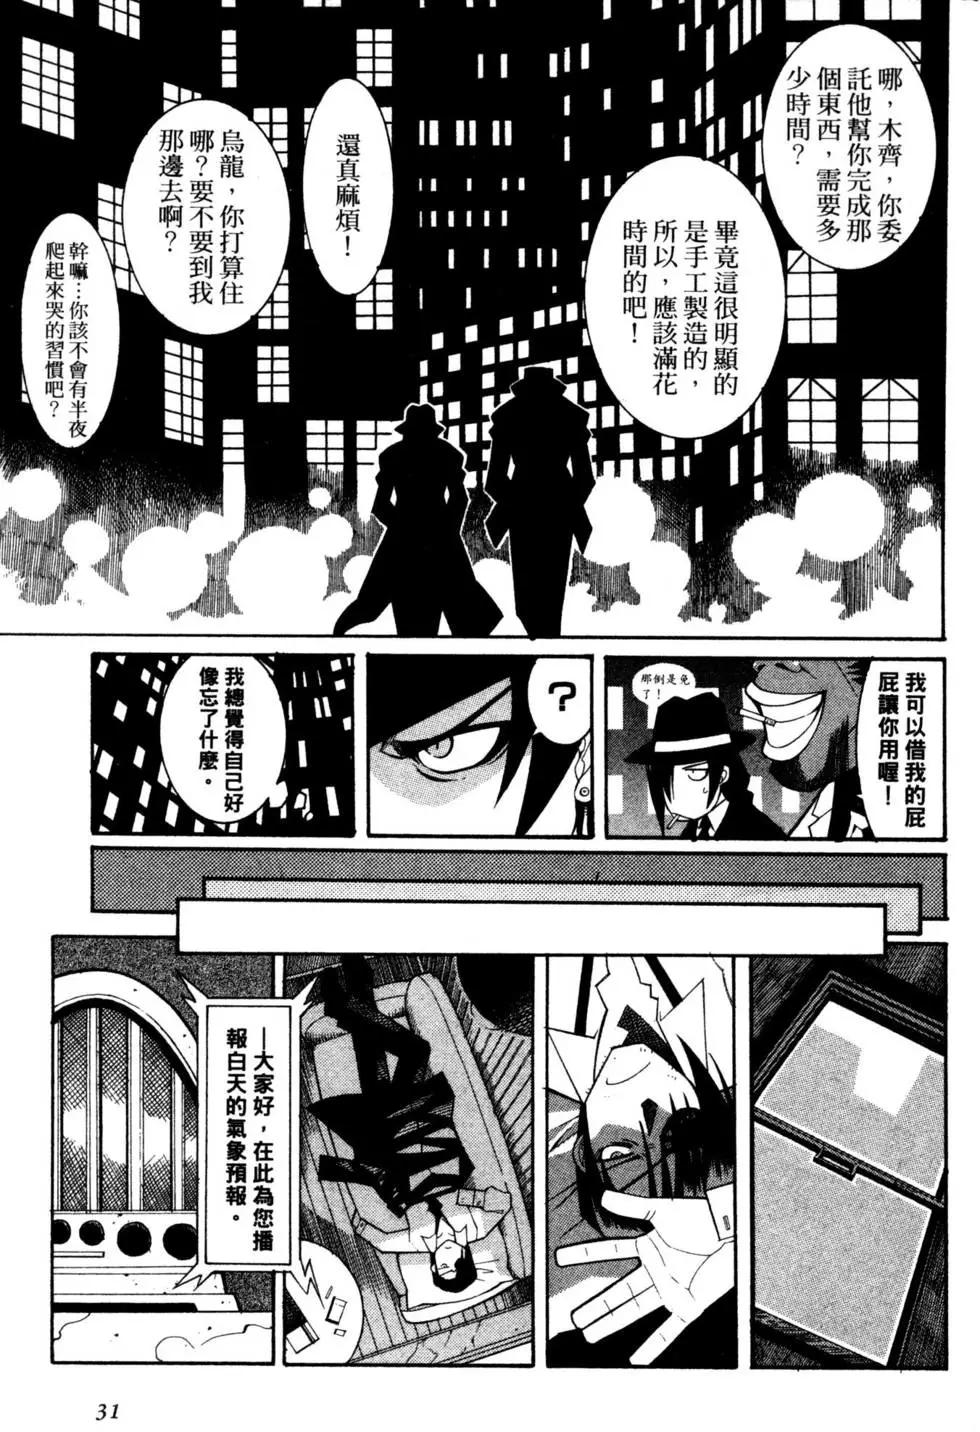 哪，木齊，你委
託他幫你完成那
個東西，需要多
少時間？
畢竟這很明顯的
是手工製造的，
所以，應該滿花
時間的吧！
還真麻煩！
烏龍，你打算住
哪？要不要到我
那邊去啊？
幹嘛…你該不會有半夜
爬起來哭的習慣吧？
我可以借我的屁
屁讓你用喔！
那倒是免
了！
？
我總覺得自己好
像忘了什麼。
—大家好，在此為您播
報白天的氣象預報。
31